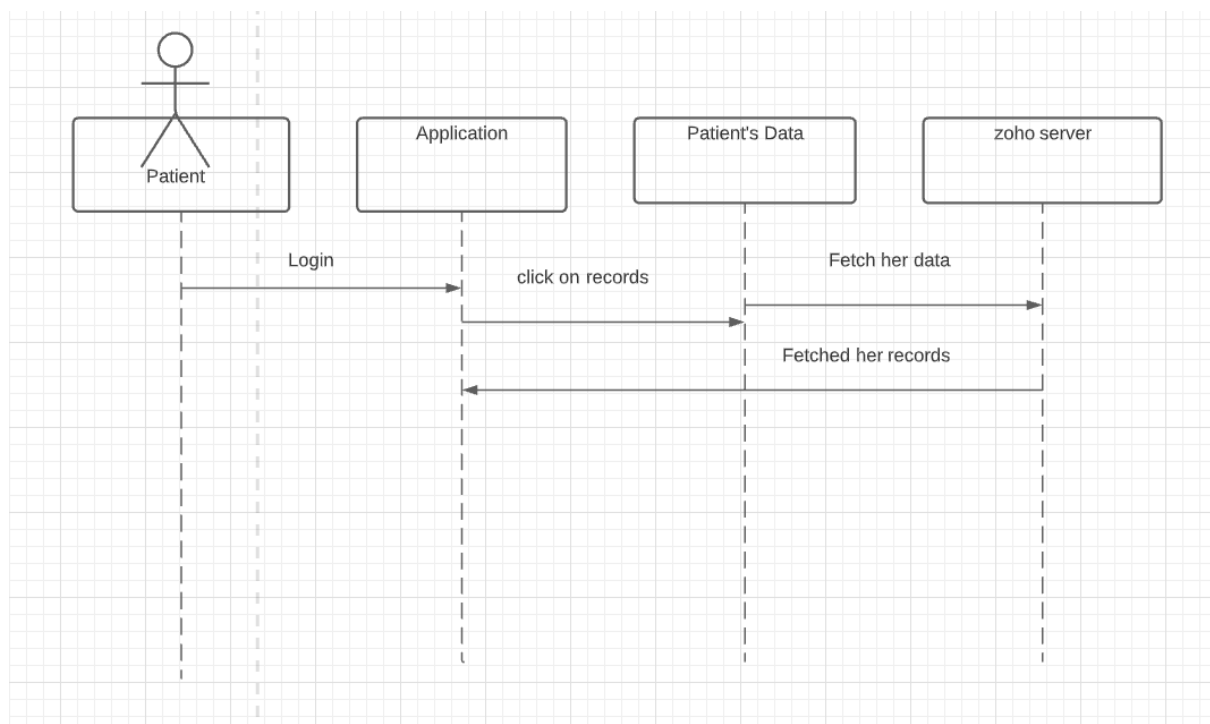 Application
Patient's Data
zoho server
Patient
Login
click on records
Fetch her data
Fetched her records